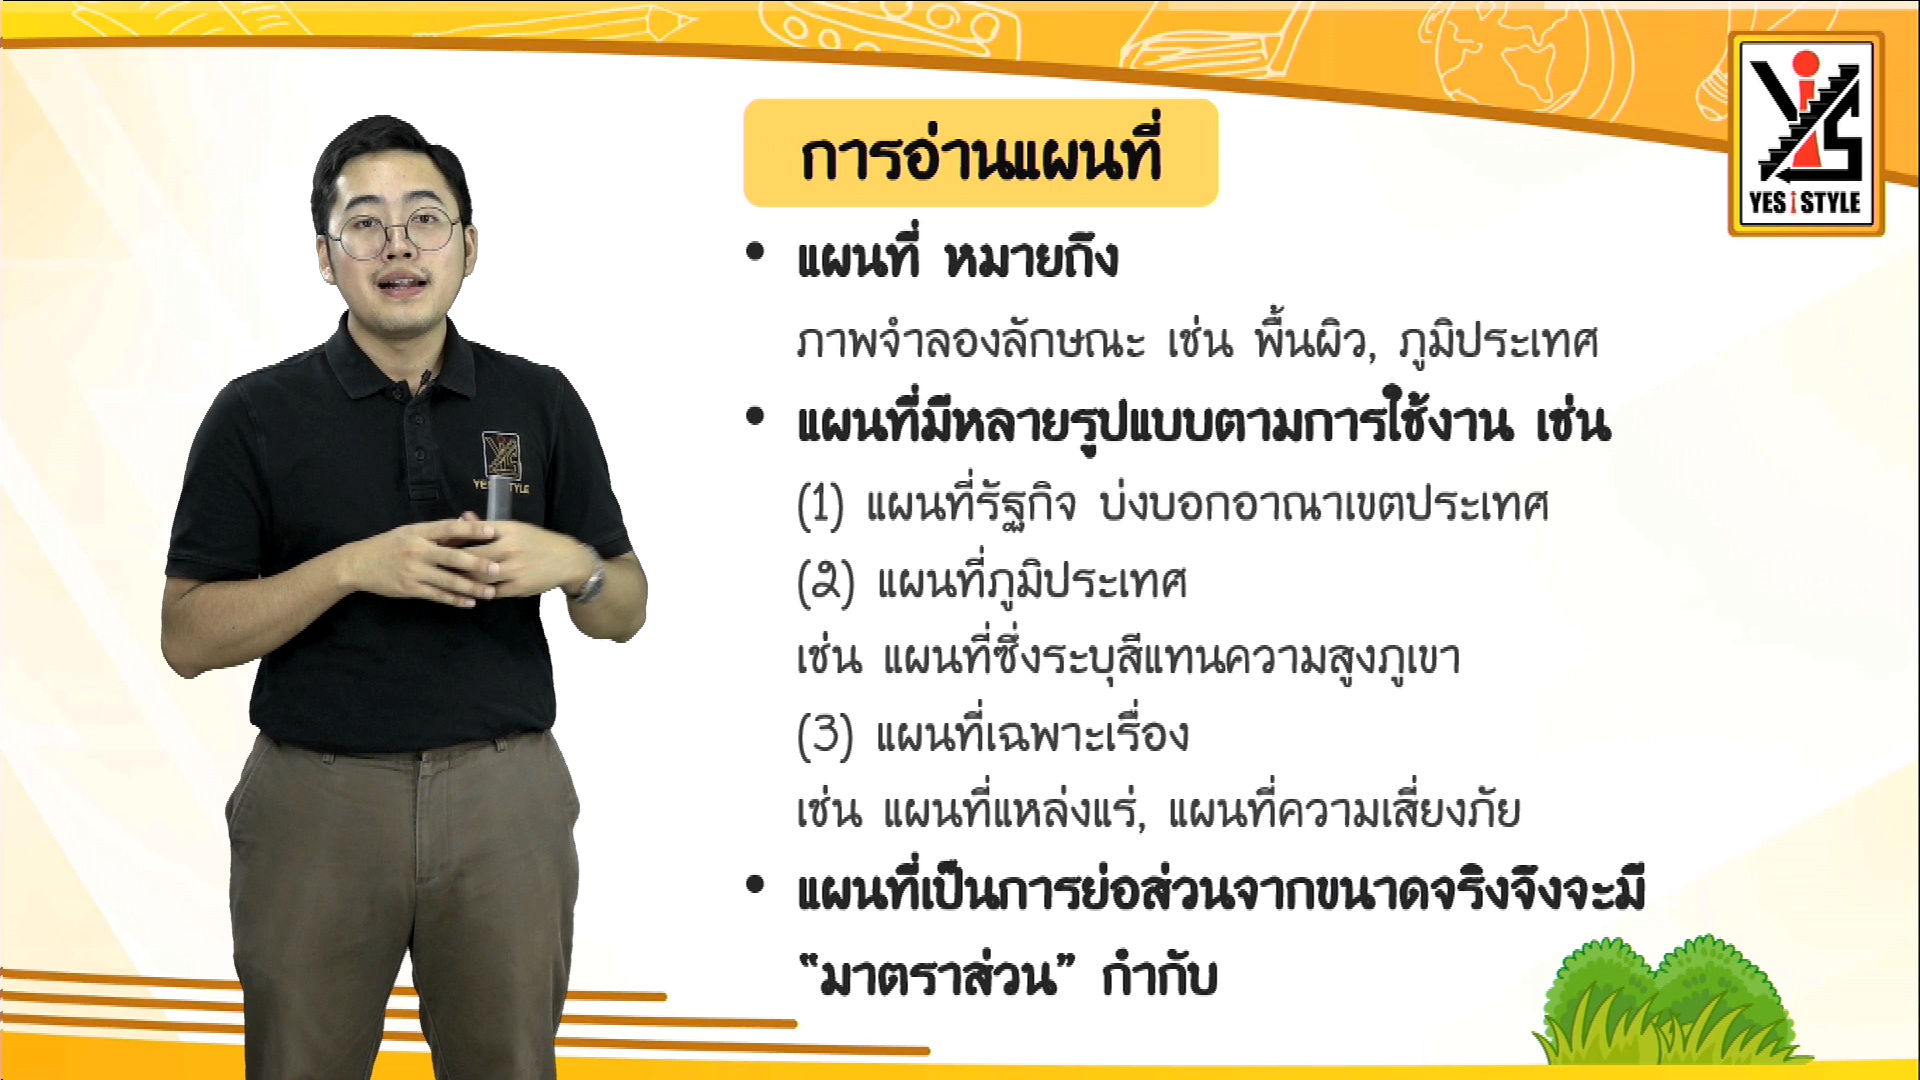 การอ่านแผนที่
YES i STYLE
• แผนที่ หมายถึง
ภาพจำลองลักษณะ เช่น พื้นผิว, ภูมิประเทศ
• แผนที่มีหลายรูปแบบตามการใช้งาน เช่น
(1) แผนที่รัฐกิจ บ่งบอกอาณาเขตประเทศ
(2) แผนที่ภูมิประเทศ
เช่น แผนที่ซึ่งระบุสีแทนความสูงภูเขา
(3) แผนที่เฉพาะเรื่อง
เช่น แผนที่แหล่งแร่, แผนที่ความเสี่ยงภัย
• แผนที่เป็นการย่อส่วนจากขนาดจริงจึงจะมี
“มาตราส่วน” กำกับ